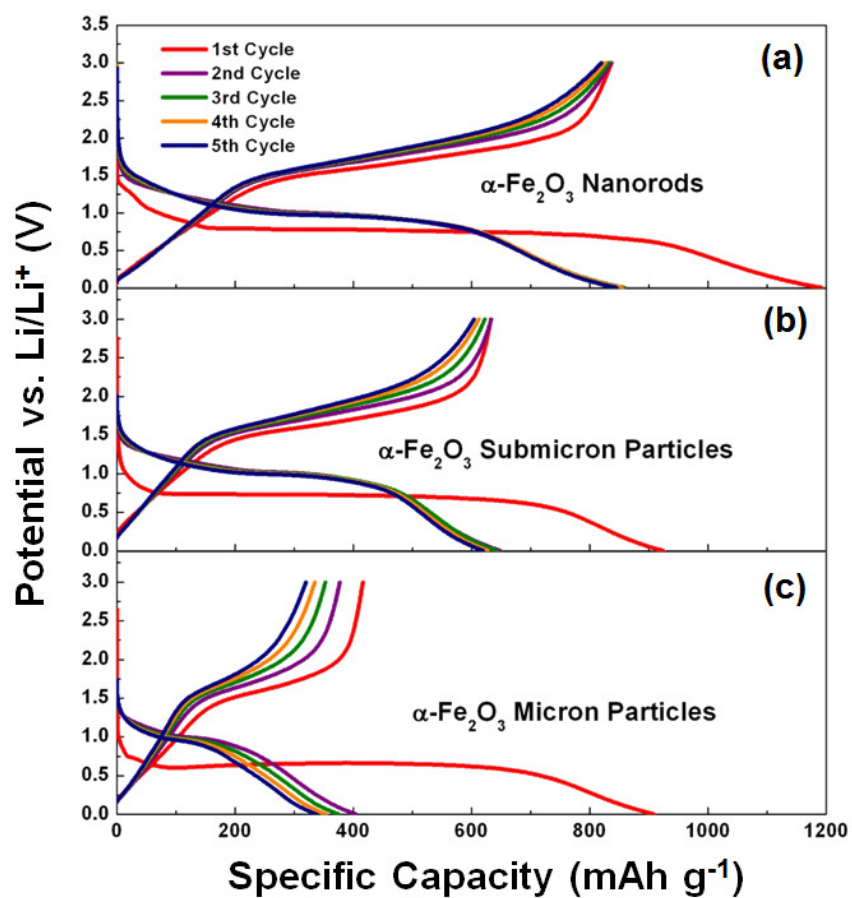 3.5
3.0
2.5
2.0
1.5
1.0
0.5
0.0
1st Cycle
2nd Cycle
3rd Cycle
4th Cycle
5th Cycle
(a)
α-Fe₂O₃ Nanorods
3.0
2.5
2.0
1.5
1.0
0.5
0.0
(b)
α-Fe₂O₃ Submicron Particles
3.0
2.5
2.0
1.5
1.0
0.5
0.0
(c)
α-Fe₂O₃ Micron Particles
0 200 400 600 800 1000 1200
Potential vs. Li/Li⁺ (V)
Specific Capacity (mAh g⁻¹)